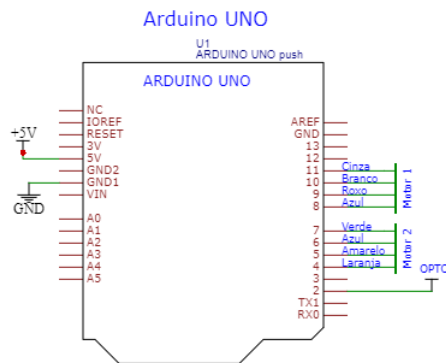 Arduino UNO
U1
ARDUINO UNO push
ARDUINO UNO
NC
IOREF
RESET
3V
5V
GND2
GND1
VIN
A0
A1
A2
A3
A4
A5
+5V
GND
AREF
GND
13
12
11 Cinza
10 Branco
9 Roxo
8 Azul
Motor 1
7 Verde
6 Azul
5 Amarelo
4 Laranja
Motor 2
3
2
OPTO
TX1
RX0